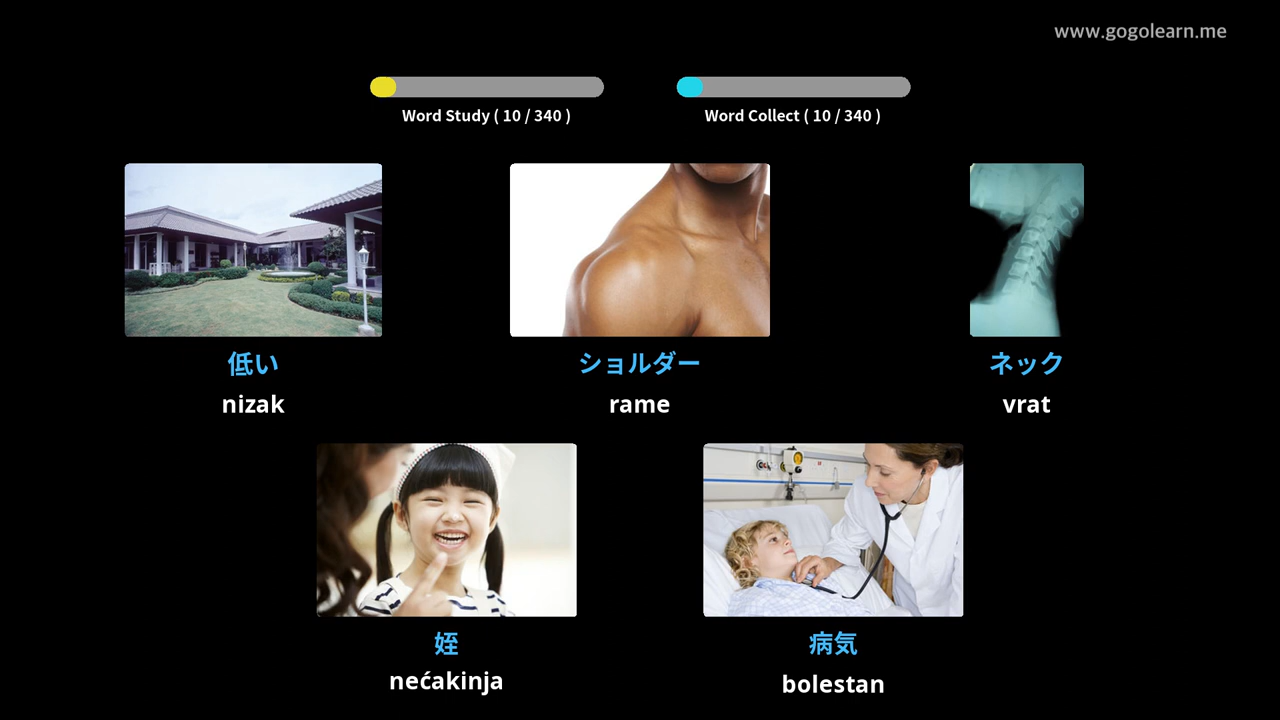 www.gogolearn.me
Word Study ( 10 / 340 )
Word Collect ( 10 / 340 )
低い
nizak
ショルダー
rame
ネック
vrat
姪
nećakinja
病気
bolestan